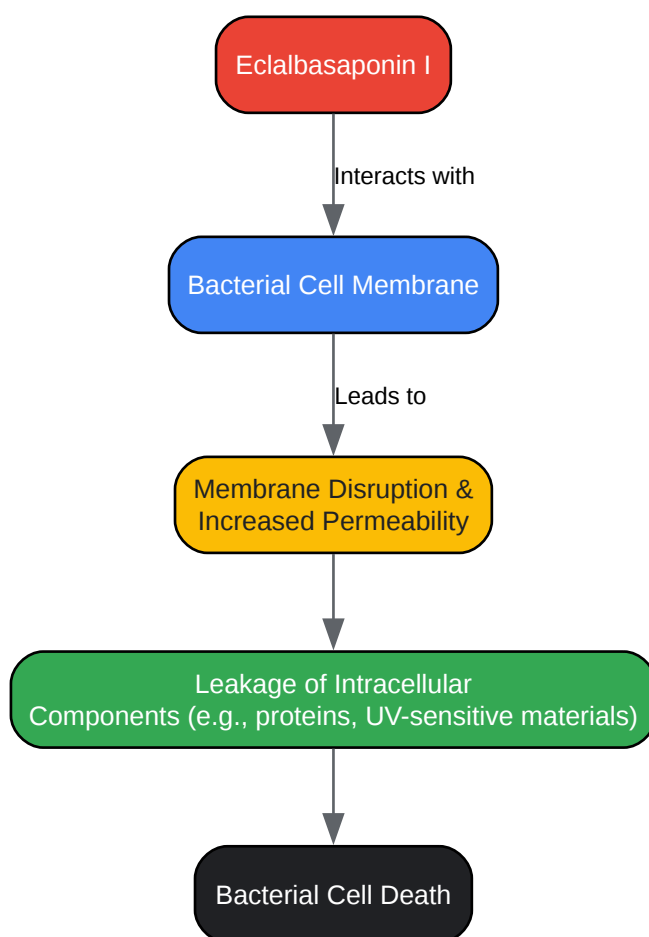 Eclalbasaponin I
Interacts with
Bacterial Cell Membrane
Leads to
Membrane Disruption &
Increased Permeability
Leakage of Intracellular
Components (e.g., proteins, UV-sensitive materials)
Bacterial Cell Death